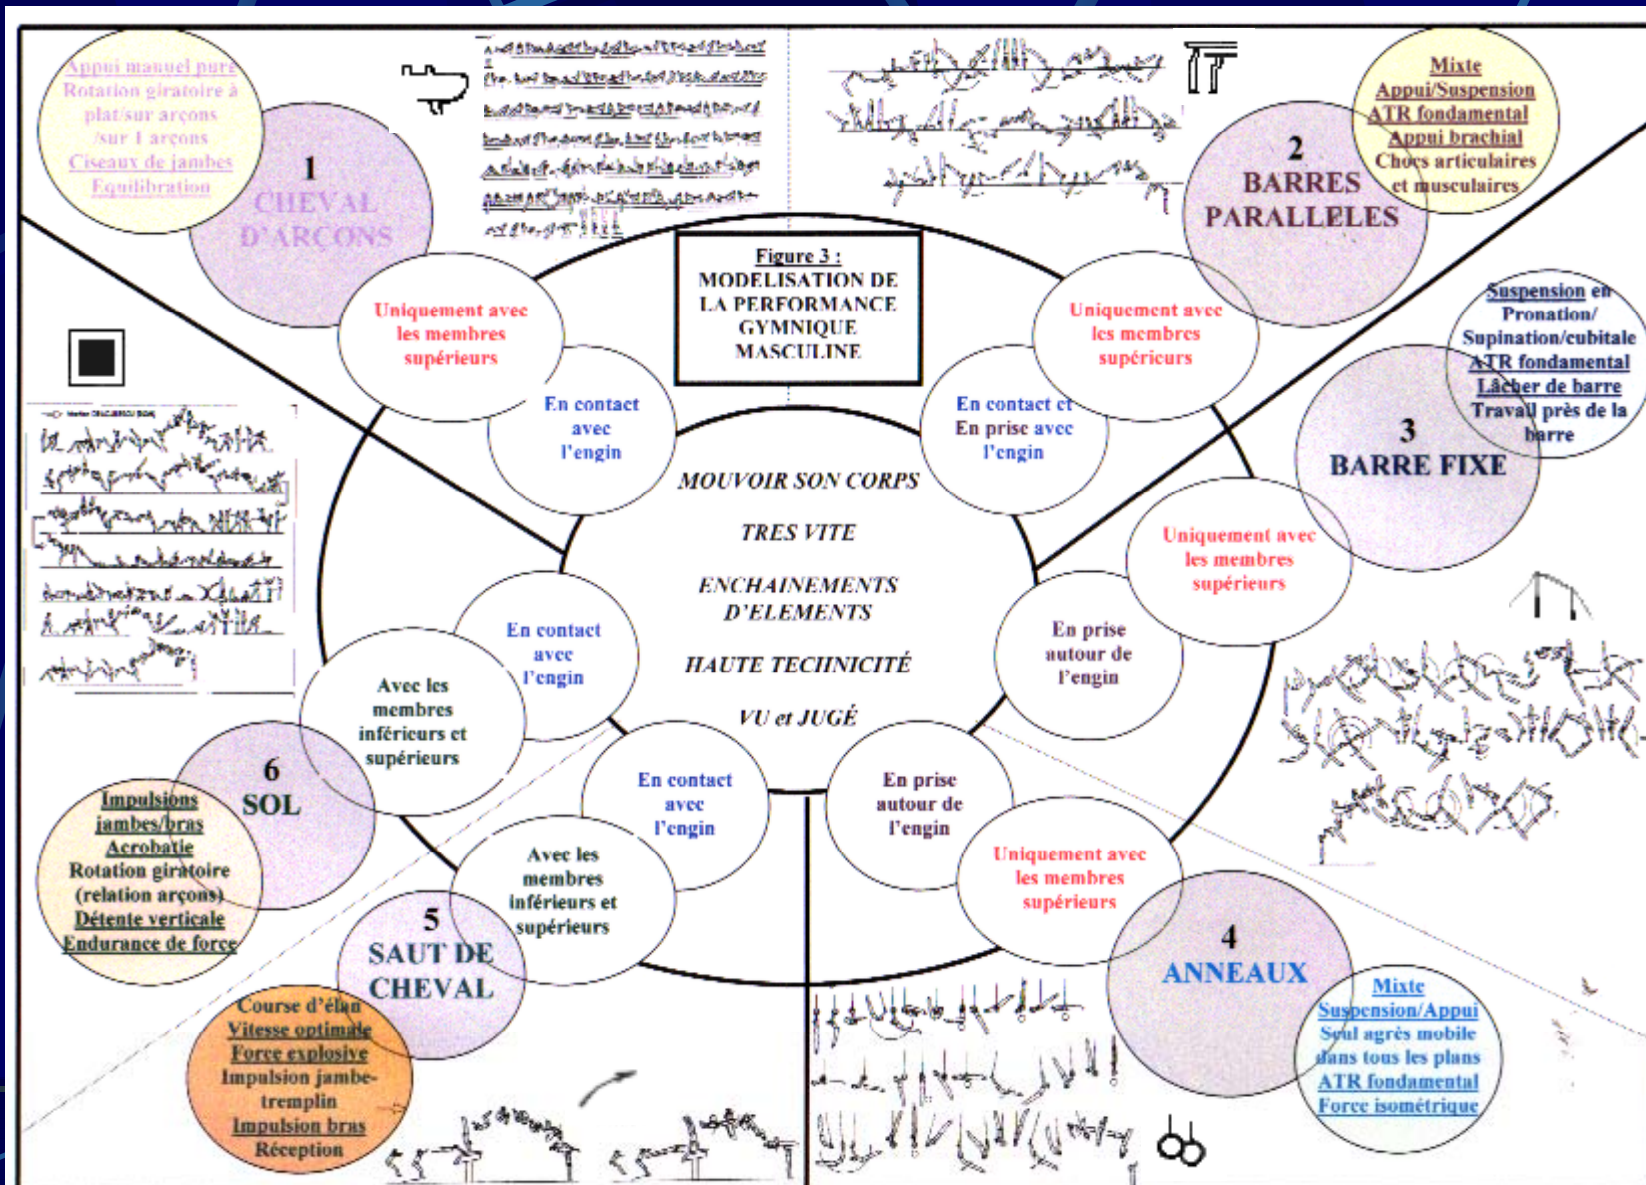 Figure 3 :
MODELISATION DE
LA PERFORMANCE
GYMNIQUE
MASCULINE
MOUVOIR SON CORPS
TRES VITE
ENCHAINEMENTS
D'ELEMENTS
HAUTE TECHNICITÉ
VU et JUGÉ
Appui manuel pure
Rotation giratoire à
plat/sur arçons
/sur 1 arçons
Ciseaux de jambes
Equilibration
1
CHEVAL
D'ARÇONS
Uniquement avec
les membres
supérieurs
En contact
avec
l'engin
Mixte
Appui/Suspension
ATR fondamental
Appui brachial
Chocs articulaires
et musculaires
2
BARRES
PARALLELES
Uniquement avec
les membres
supérieurs
En contact et
En prise avec
l'engin
Suspension en
Pronation/
Supination/cubitale
ATR fondamental
Lâcher de barre
Travail près de la
barre
3
BARRE FIXE
Uniquement avec
les membres
supérieurs
En prise
autour de
l'engin
4
ANNEAUX
Mixte
Suspension/Appui
Seul agrès mobile
dans tous les plans
ATR fondamental
Force isométrique
Uniquement avec
les membres
supérieurs
En prise
autour de
l'engin
5
SAUT DE
CHEVAL
Course d'élan
Vitesse optimale
Force explosive
Impulsion jambe-
tremplin
Impulsion bras
Réception
Avec les
membres
inférieurs et
supérieurs
En contact
avec
l'engin
6
SOL
Impulsions
jambes/bras
Acrobatie
Rotation giratoire
(relation arçons)
Détente verticale
Endurance de force
Avec les
membres
inférieurs et
supérieurs
En contact
avec
l'engin